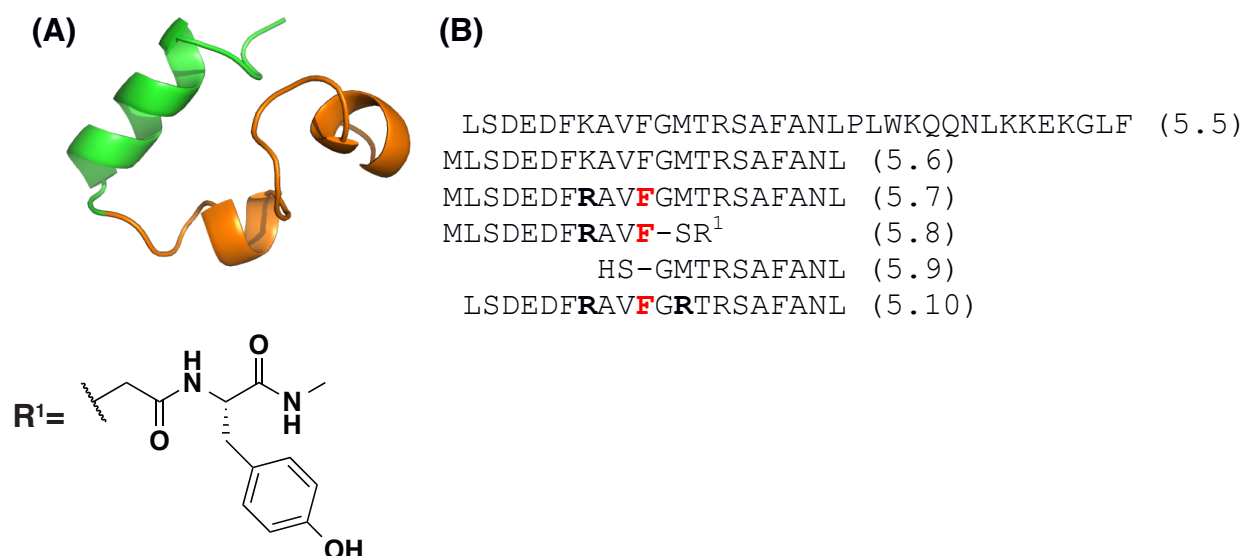 (A)
(B)
LSDEDFKAVFGMTRSAFANLPLWKQQNLKKEKGLF (5.5)
MLSDEDFKAVFGMTRSAFANL (5.6)
MLSDEDFRAVFGMTRSAFANL (5.7)
MLSDEDFRAVF-SR¹ (5.8)
HS-GMTRSAFANL (5.9)
LSDEDFRAVFGRTRSAFANL (5.10)
R¹=
O
H
N
O
N
H
O
OH